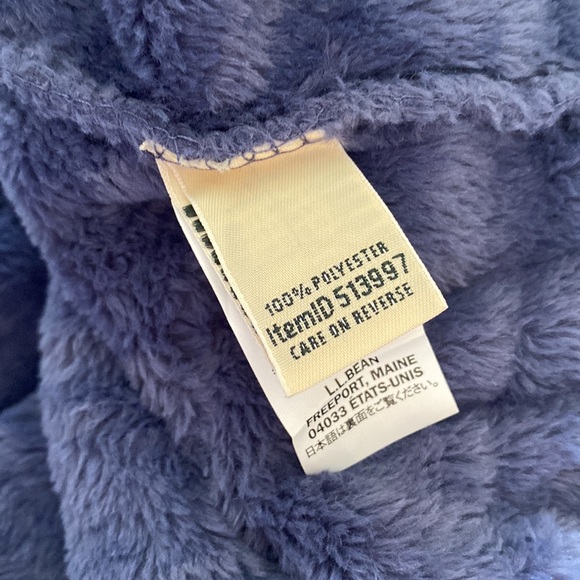 100% POLYESTER
ItemID 513997
CARE ON REVERSE
L.L.BEAN
FREEPORT, MAINE
04033 ETATS-UNIS
日本語は裏面をご覧ください。